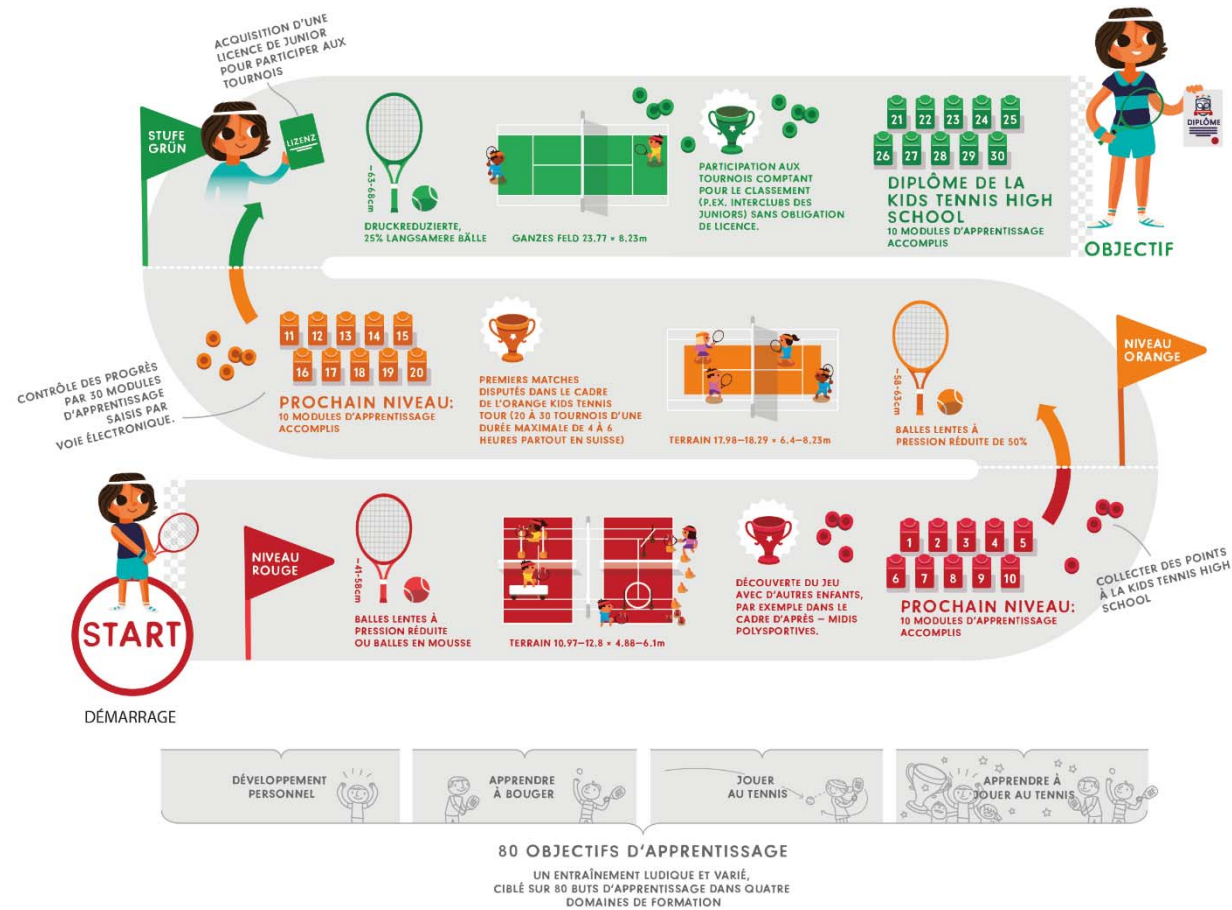 ACQUISITION D'UNE
LICENCE DE JUNIOR
POUR PARTICIPER AUX
TOURNOIS
STUFE
GRÜN
LIZENZ
~63-68cm
DRUCKREDUZIERTE,
25% LANGSAMERE BÄLLE
GANZES FELD 23.77 × 8.23m
PARTICIPATION AUX
TOURNOIS COMPTANT
POUR LE CLASSEMENT
(P.EX. INTERCLUBS DES
JUNIORS) SANS OBLIGATION
DE LICENCE.
21 22 23 24 25
26 27 28 29 30
DIPLÔME DE LA
KIDS TENNIS HIGH
SCHOOL
10 MODULES D'APPRENTISSAGE
ACCOMPLIS
DIPLÔME
OBJECTIF
CONTRÔLE DES PROGRÈS
PAR 30 MODULES
D'APPRENTISSAGE
SAISIS PAR
VOIE ÉLECTRONIQUE.
11 12 13 14 15
16 17 18 19 20
PROCHAIN NIVEAU:
10 MODULES D'APPRENTISSAGE
ACCOMPLIS
PREMIERS MATCHES
DISPUTÉS DANS LE CADRE
DE L'ORANGE KIDS TENNIS
TOUR (20 À 30 TOURNOIS D'UNE
DURÉE MAXIMALE DE 4 À 6
HEURES PARTOUT EN SUISSE)
TERRAIN 17.98–18.29 × 6.4–8.23m
~58-63cm
BALLES LENTES À
PRESSION RÉDUITE DE 50%
NIVEAU
ORANGE
START
DÉMARRAGE
NIVEAU
ROUGE
~41-58cm
BALLES LENTES À
PRESSION RÉDUITE
OU BALLES EN MOUSSE
TERRAIN 10.97–12.8 × 4.88–6.1m
DÉCOUVERTE DU JEU
AVEC D'AUTRES ENFANTS,
PAR EXEMPLE DANS LE
CADRE D'APRÈS – MIDIS
POLYSPORTIVES.
1 2 3 4 5
6 7 8 9 10
PROCHAIN NIVEAU:
10 MODULES D'APPRENTISSAGE
ACCOMPLIS
COLLECTER DES POINTS
À LA KIDS TENNIS HIGH
SCHOOL
DÉVELOPPEMENT
PERSONNEL
APPRENDRE
À BOUGER
JOUER
AU TENNIS
APPRENDRE À
JOUER AU TENNIS
80 OBJECTIFS D'APPRENTISSAGE
UN ENTRAÎNEMENT LUDIQUE ET VARIÉ,
CIBLÉ SUR 80 BUTS D'APPRENTISSAGE DANS QUATRE
DOMAINES DE FORMATION